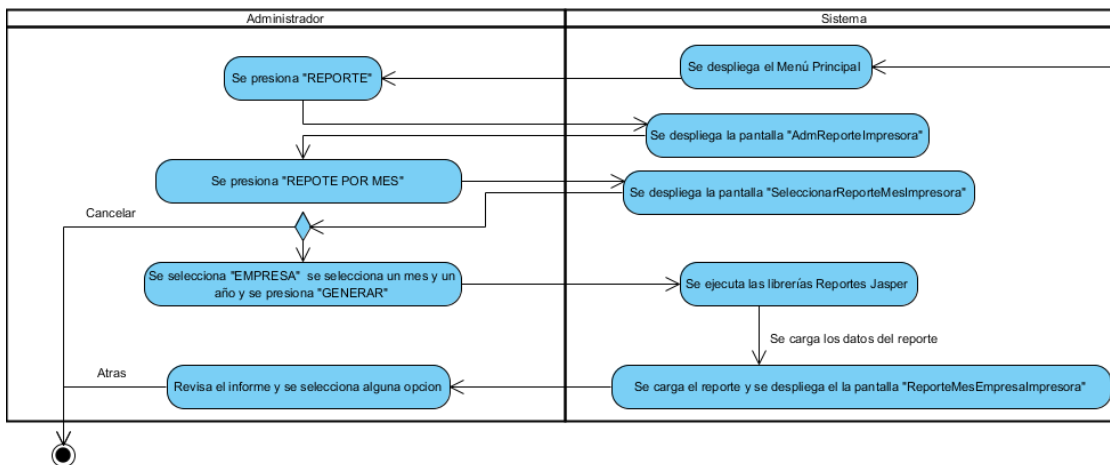 Administrador
Sistema
Se despliega el Menú Principal
Se presiona "REPORTE"
Se despliega la pantalla "AdmReporteImpresora"
Se presiona "REPOTE POR MES"
Se despliega la pantalla "SeleccionarReporteMesImpresora"
Cancelar
Se selecciona "EMPRESA" se selecciona un mes y un
año y se presiona "GENERAR"
Se ejecuta las librerías Reportes Jasper
Se carga los datos del reporte
Atras
Revisa el informe y se selecciona alguna opcion
Se carga el reporte y se despliega el la pantalla "ReporteMesEmpresaImpresora"